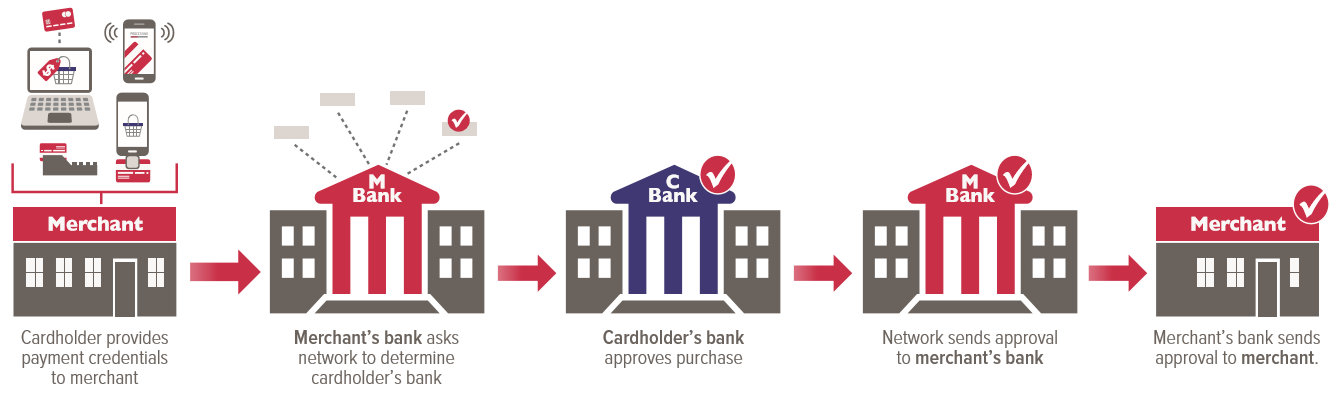 Merchant
Cardholder provides
payment credentials
to merchant
M
Bank
Merchant’s bank asks
network to determine
cardholder’s bank
C
Bank
Cardholder’s bank
approves purchase
M
Bank
Network sends approval
to merchant’s bank
Merchant
Merchant’s bank sends
approval to merchant.